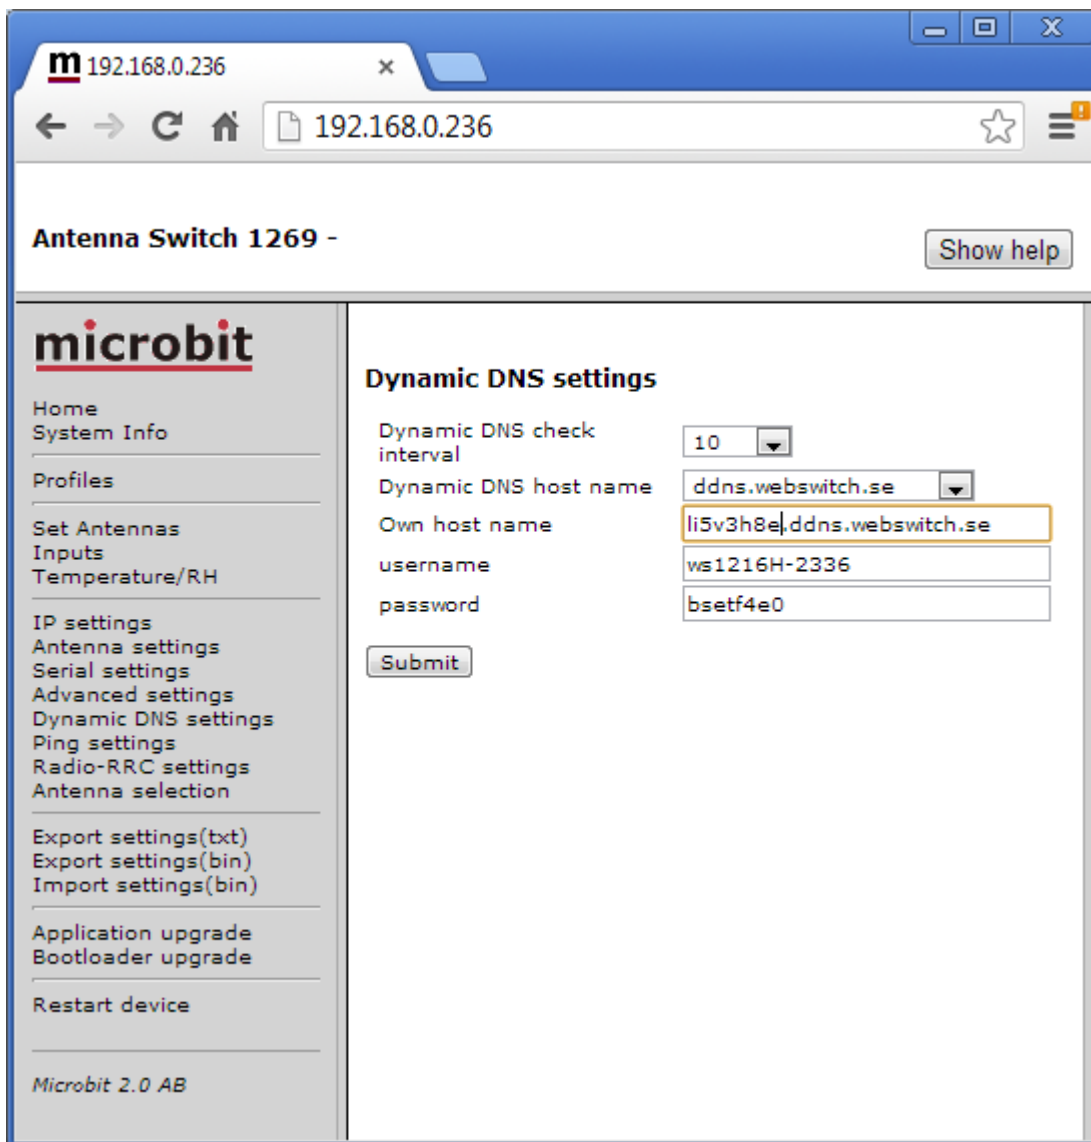 192.168.0.236
192.168.0.236
Antenna Switch 1269 -
Show help
microbit
Home
System Info
Profiles
Set Antennas
Inputs
Temperature/RH
IP settings
Antenna settings
Serial settings
Advanced settings
Dynamic DNS settings
Ping settings
Radio-RRC settings
Antenna selection
Export settings(txt)
Export settings(bin)
Import settings(bin)
Application upgrade
Bootloader upgrade
Restart device
Microbit 2.0 AB
Dynamic DNS settings
Dynamic DNS check
interval
10
Dynamic DNS host name
ddns.webswitch.se
Own host name
li5v3h8e.ddns.webswitch.se
username
ws1216H-2336
password
bsetf4e0
Submit